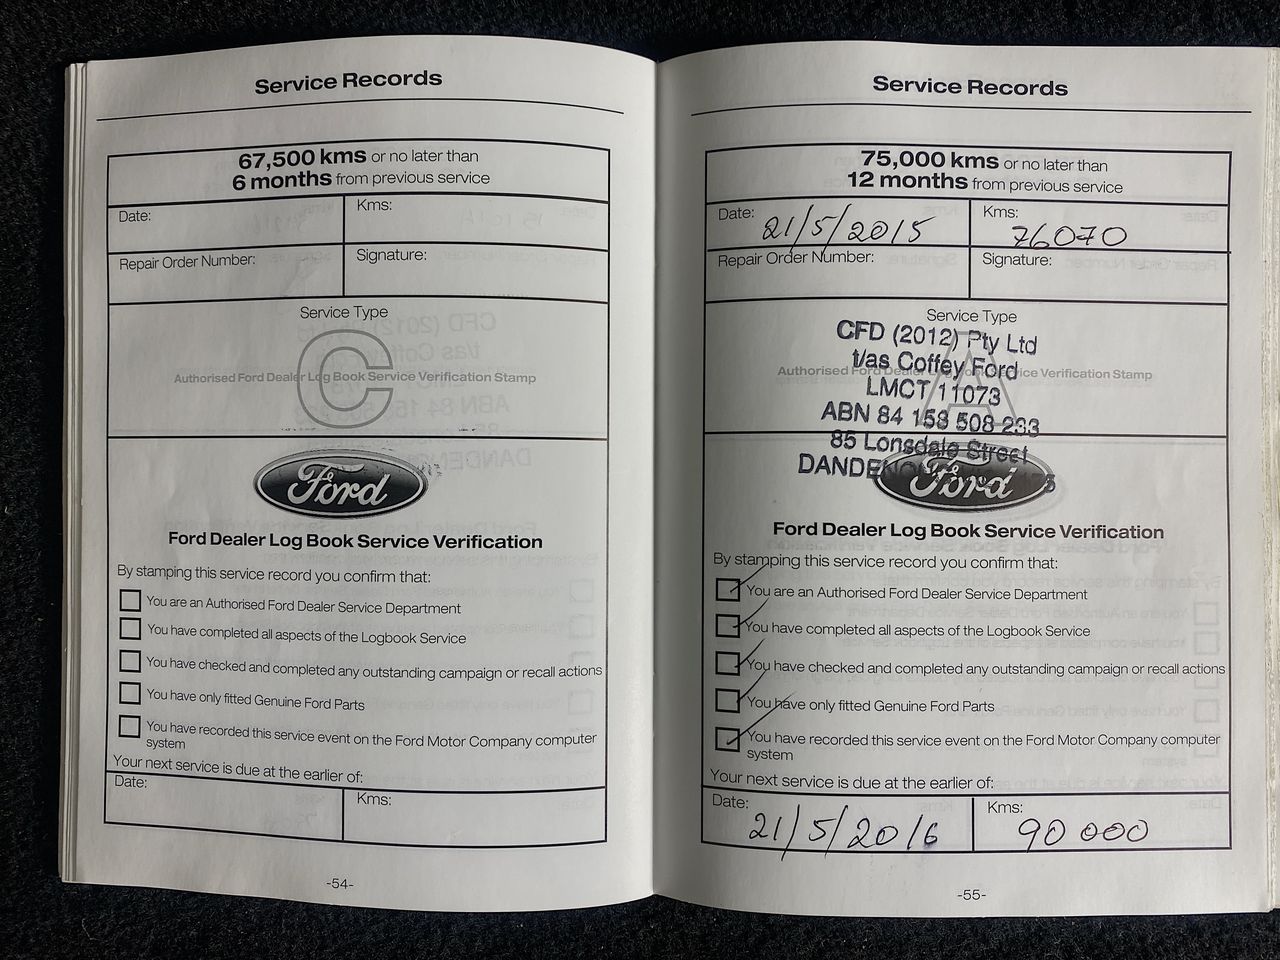 Service Records
67,500 kms or no later than
6 months from previous service
Date:
Kms:
Repair Order Number:
Signature:
Service Type
C
Authorised Ford Dealer Log Book Service Verification Stamp
Ford
Ford Dealer Log Book Service Verification
By stamping this service record you confirm that:
You are an Authorised Ford Dealer Service Department
You have completed all aspects of the Logbook Service
You have checked and completed any outstanding campaign or recall actions
You have only fitted Genuine Ford Parts
You have recorded this service event on the Ford Motor Company computer
system
Your next service is due at the earlier of:
Date:
Kms:
-54-
Service Records
75,000 kms or no later than
12 months from previous service
Date: 21/5/2015
Kms: 76070
Repair Order Number:
Signature:
Service Type
A
Authorised Ford Dealer Log Book Service Verification Stamp
CFD (2012) Pty Ltd
t/as Coffey Ford
LMCT 11073
ABN 84 158 508 233
85 Lonsdale Street
Ford
Ford Dealer Log Book Service Verification
By stamping this service record you confirm that:
You are an Authorised Ford Dealer Service Department
You have completed all aspects of the Logbook Service
You have checked and completed any outstanding campaign or recall actions
You have only fitted Genuine Ford Parts
You have recorded this service event on the Ford Motor Company computer
system
Your next service is due at the earlier of:
Date: 21/5/2016
Kms: 90 000
-55-